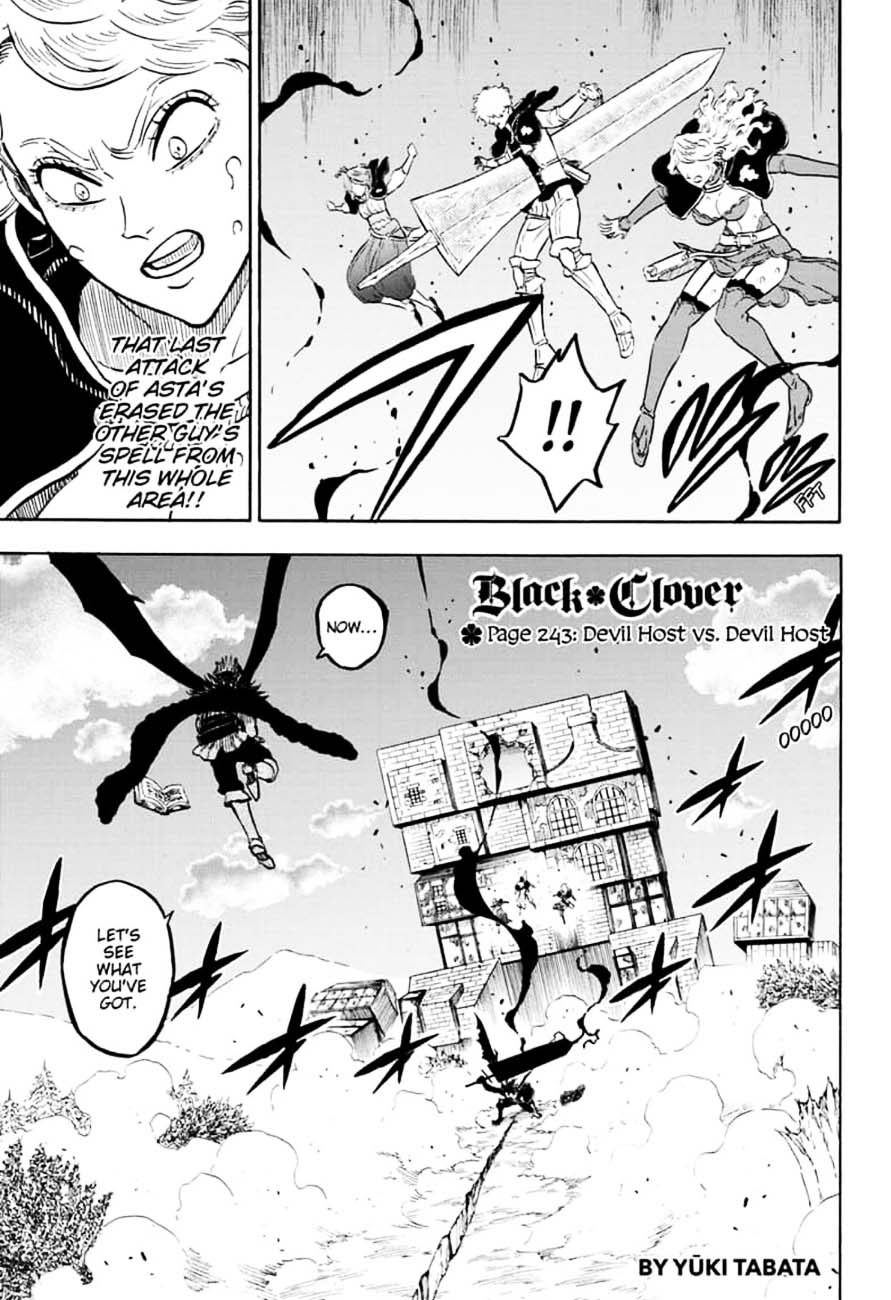 !!
FFT
THAT LAST
ATTACK
OF ASTA'S
ERASED THE
OTHER GUY'S
SPELL FROM
THIS WHOLE
AREA!!
Black Clover
Page 243: Devil Host vs. Devil Host
OOOOO
NOW...
LET'S
SEE
WHAT
YOU'VE
GOT.
BY YŪKI TABATA